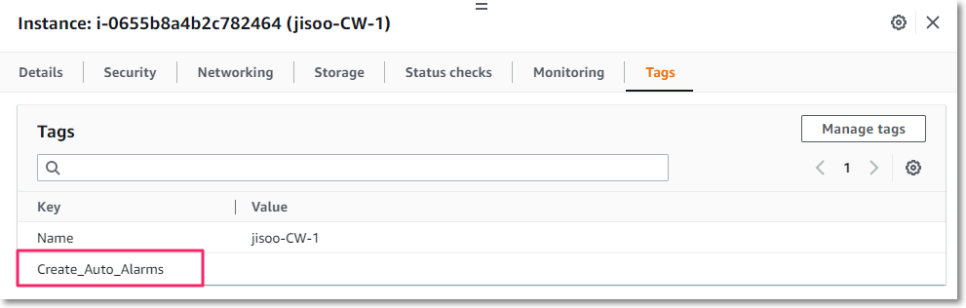 Instance: i-0655b8a4b2c782464 (jisoo-CW-1)
Details Security Networking Storage Status checks Monitoring Tags
Tags Manage tags
1
Key Value
Name jisoo-CW-1
Create_Auto_Alarms